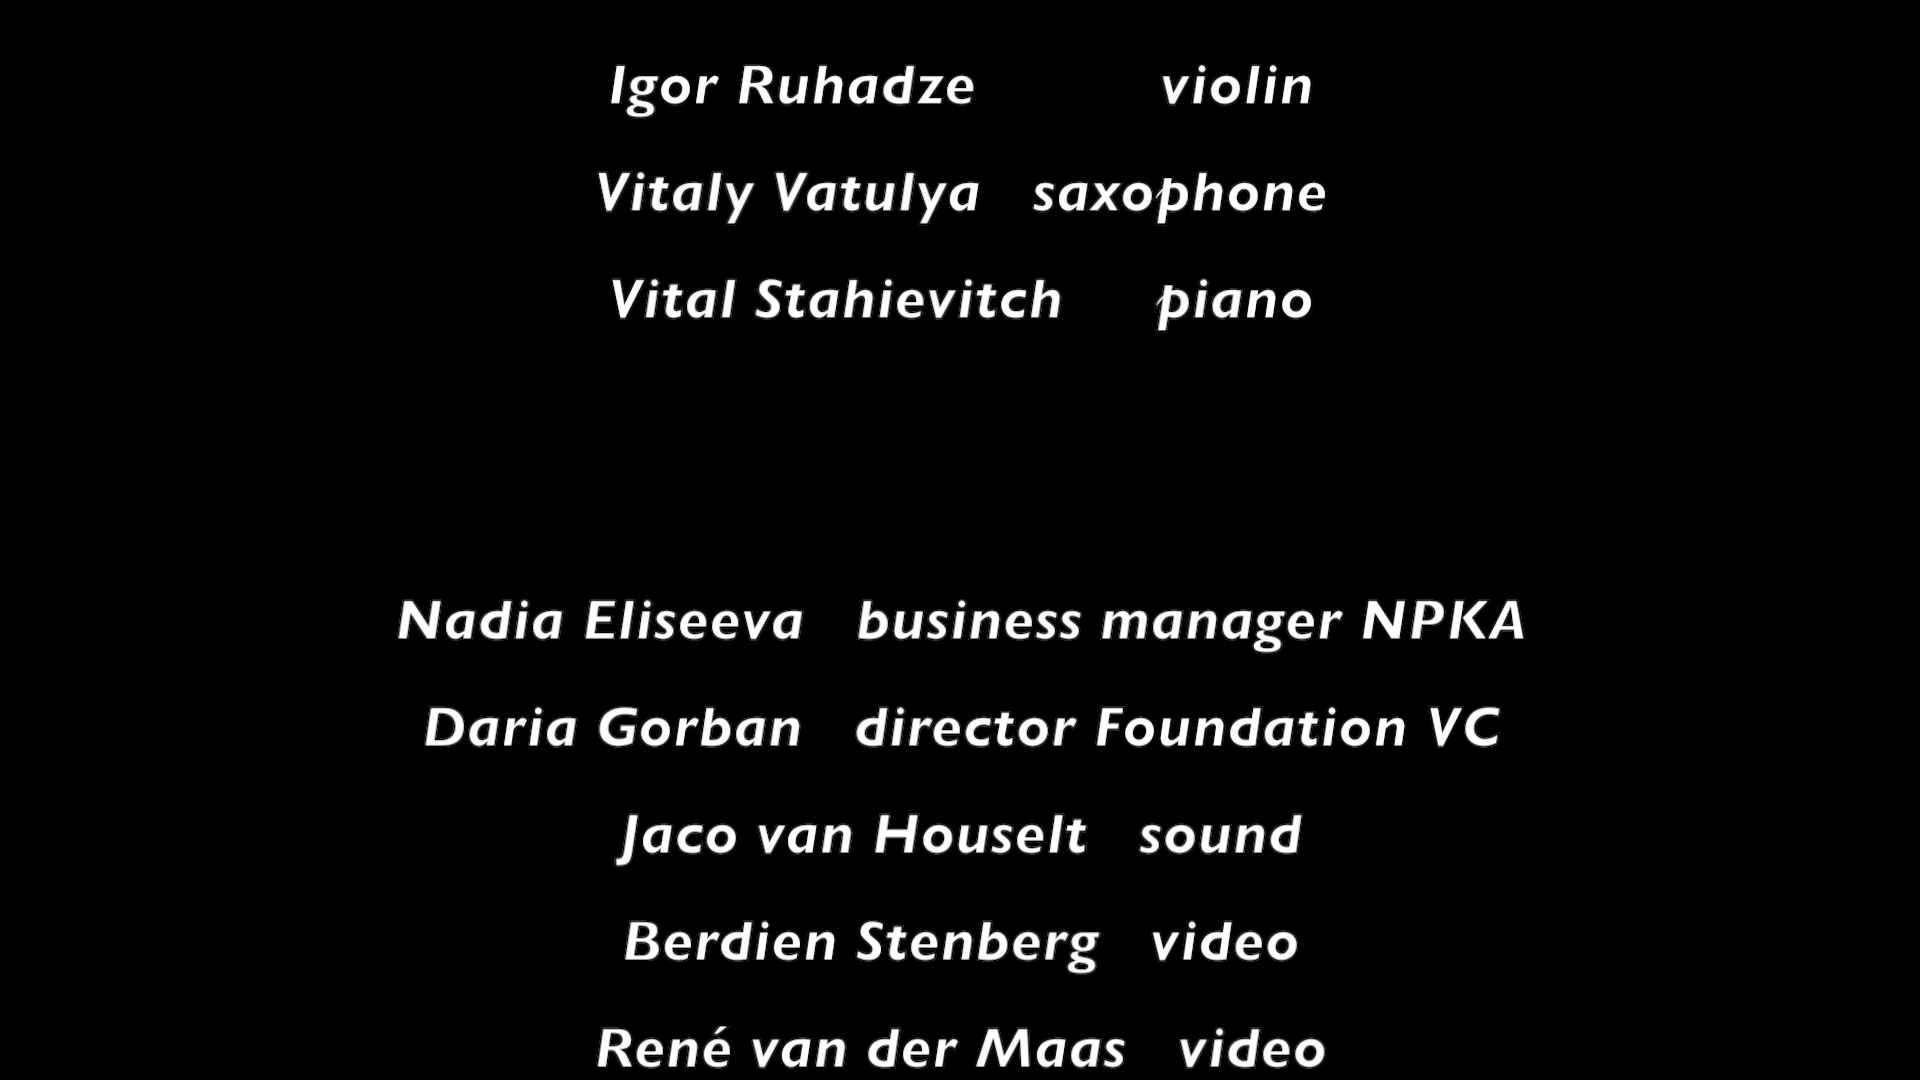 Igor Ruhadze violin
Vitaly Vatulya saxophone
Vital Stahievitch piano
Nadia Eliseeva business manager NPKA
Daria Gorban director Foundation VC
Jaco van Houselt sound
Berdien Stenberg video
René van der Maas video